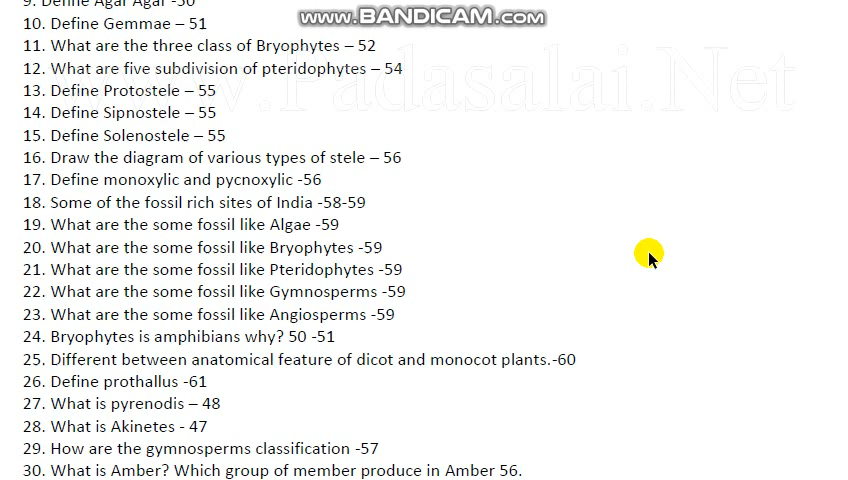 www.BANDICAM.com
9. Define Agar Agar -50
10. Define Gemmae – 51
11. What are the three class of Bryophytes – 52
12. What are five subdivision of pteridophytes – 54
www.Padasalai.Net
13. Define Protostele – 55
14. Define Sipnostele – 55
15. Define Solenostele – 55
16. Draw the diagram of various types of stele – 56
17. Define monoxylic and pycnoxylic -56
18. Some of the fossil rich sites of India -58-59
19. What are the some fossil like Algae -59
20. What are the some fossil like Bryophytes -59
21. What are the some fossil like Pteridophytes -59
22. What are the some fossil like Gymnosperms -59
23. What are the some fossil like Angiosperms -59
24. Bryophytes is amphibians why? 50 -51
25. Different between anatomical feature of dicot and monocot plants.-60
26. Define prothallus -61
27. What is pyrenodis – 48
28. What is Akinetes - 47
29. How are the gymnosperms classification -57
30. What is Amber? Which group of member produce in Amber 56.